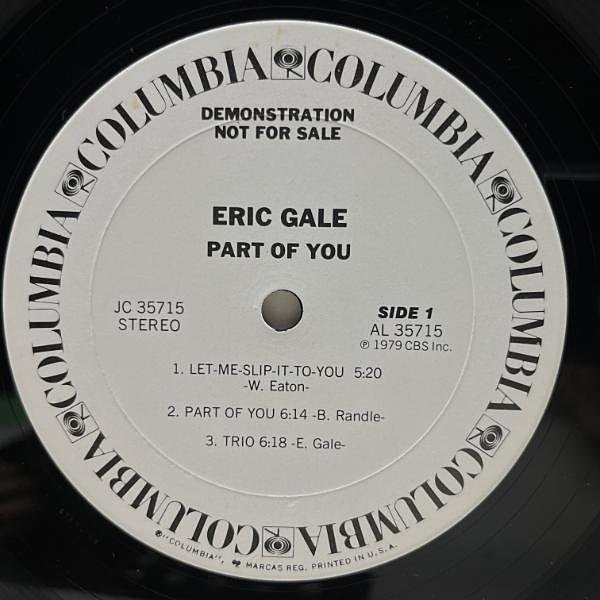 COLUMBIA COLUMBIA COLUMBIA COLUMBIA COLUMBIA COLUMBIA COLUMBIA
DEMONSTRATION
NOT FOR SALE
ERIC GALE
PART OF YOU
JC 35715
STEREO
SIDE 1
AL 35715
℗ 1979 CBS Inc.
1. LET-ME-SLIP-IT-TO-YOU 5:20
-W. Eaton-
2. PART OF YOU 6:14 -B. Randle-
3. TRIO 6:18 -E. Gale-
®"COLUMBIA", MARCAS REG. PRINTED IN U.S.A.